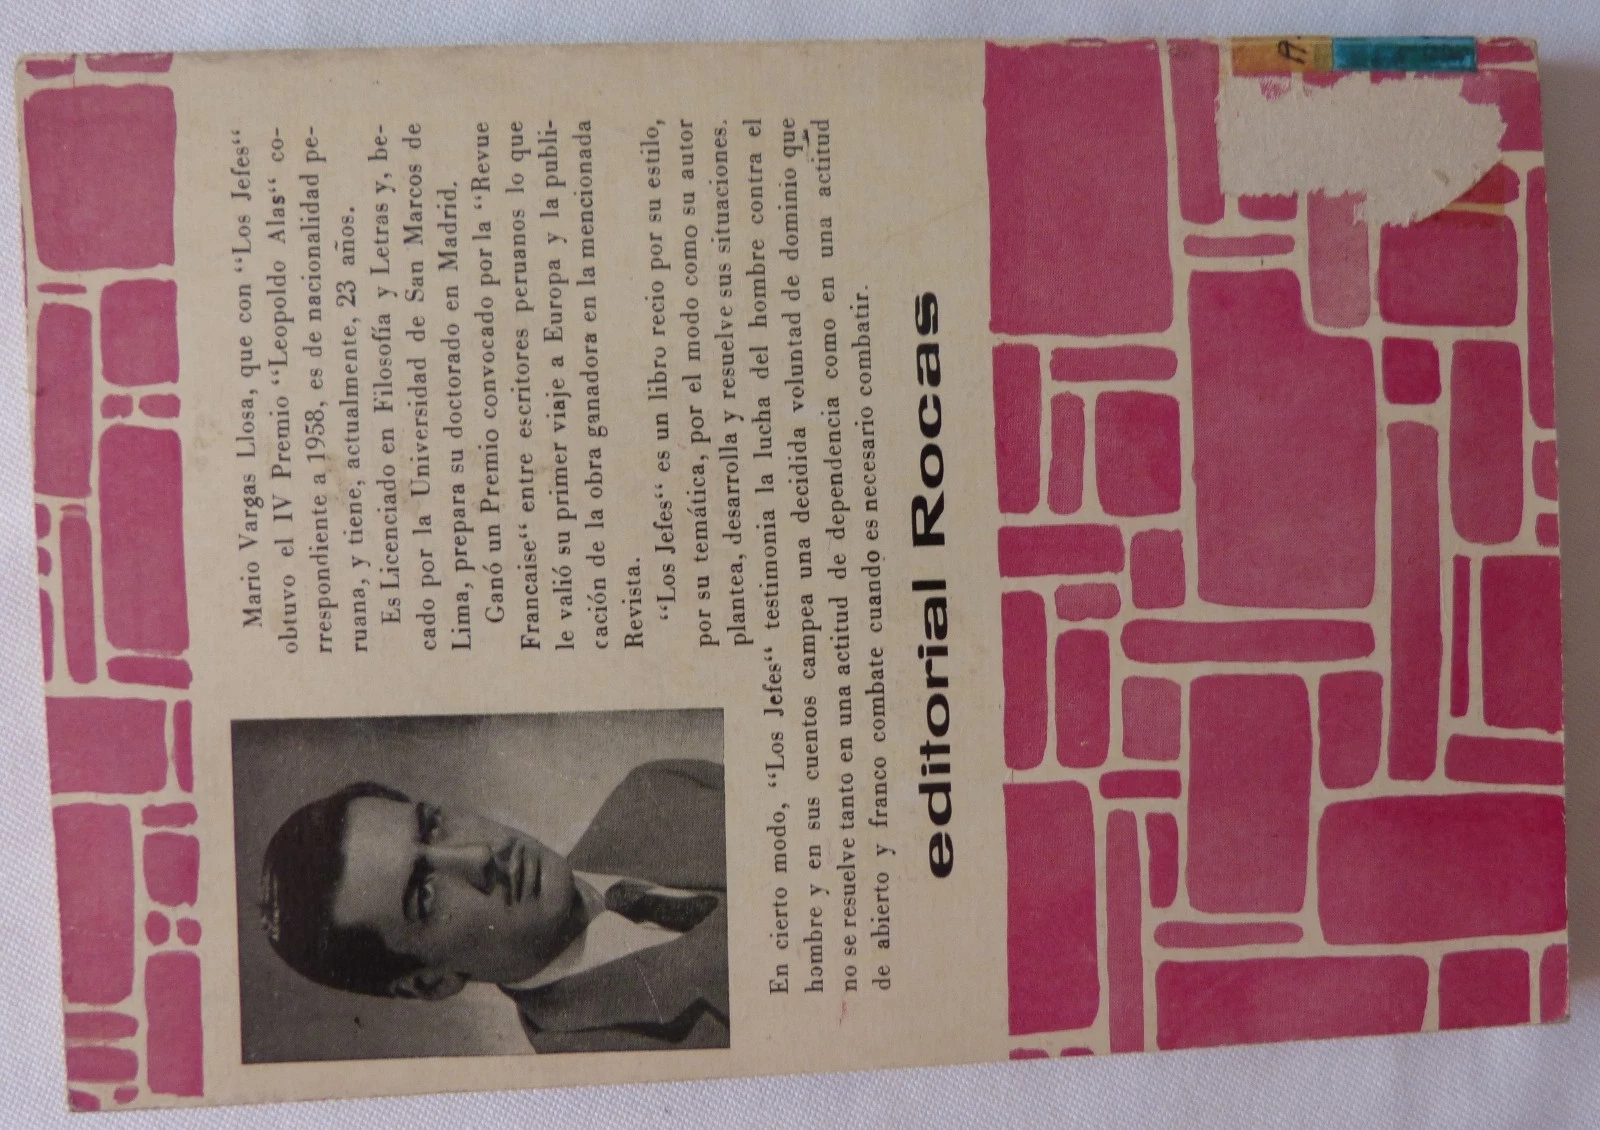 Mario Vargas Llosa, que con “Los Jefes“
obtuvo el IV Premio “Leopoldo Alas“ co-
rrespondiente a 1958, es de nacionalidad pe-
ruana, y tiene, actualmente, 23 años.
Es Licenciado en Filosofía y Letras y, be-
cado por la Universidad de San Marcos de
Lima, prepara su doctorado en Madrid.
Ganó un Premio convocado por la “Revue
Francaise“ entre escritores peruanos lo que
le valió su primer viaje a Europa y la publi-
cación de la obra ganadora en la mencionada
Revista.
“Los Jefes“ es un libro recio por su estilo,
por su temática, por el modo como su autor
plantea, desarrolla y resuelve sus situaciones.
En cierto modo, “Los Jefes“ testimonia la lucha del hombre contra el
hombre y en sus cuentos campea una decidida voluntad de dominio que
no se resuelve tanto en una actitud de dependencia como en una actitud
de abierto y franco combate cuando es necesario combatir.
editorial Rocas